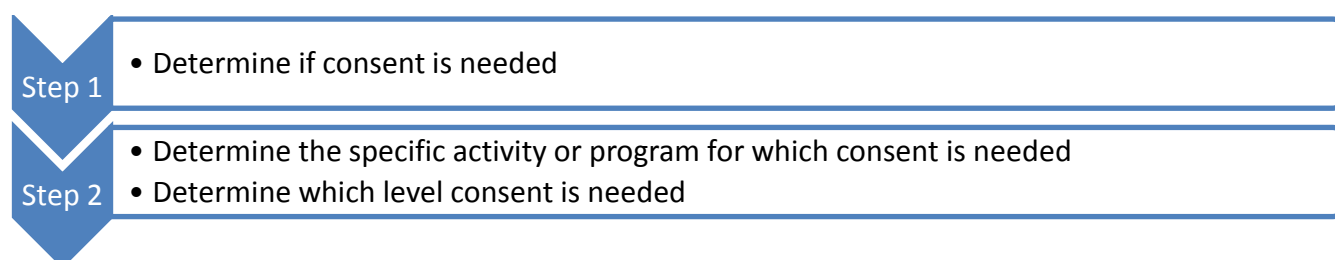 Step 1
• Determine if consent is needed
Step 2
• Determine the specific activity or program for which consent is needed
• Determine which level consent is needed